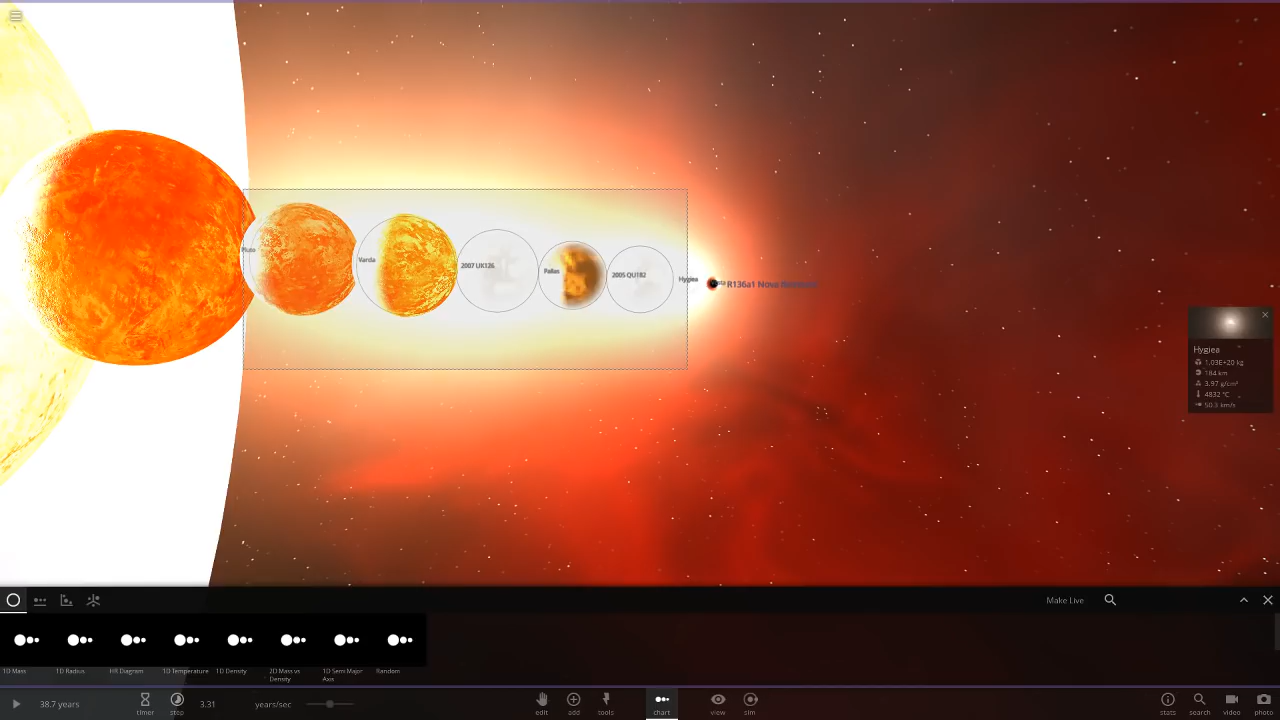 Pluto
Varda
2007 UK126
Pallas
2005 QU182
Hygiea
R136a1 Nova
Hygiea
1.03E+20 kg
184 km
3.97 g/cm³
4832 °C
50.3 km/s
Make Live
1D Mass
1D Radius
HR Diagram
1D Temperature
1D Density
2D Mass vs
Density
1D Semi Major
Axis
Random
38.7 years
timer
step
3.31
years/sec
edit
add
tools
chart
view
sim
stats
search
video
photo